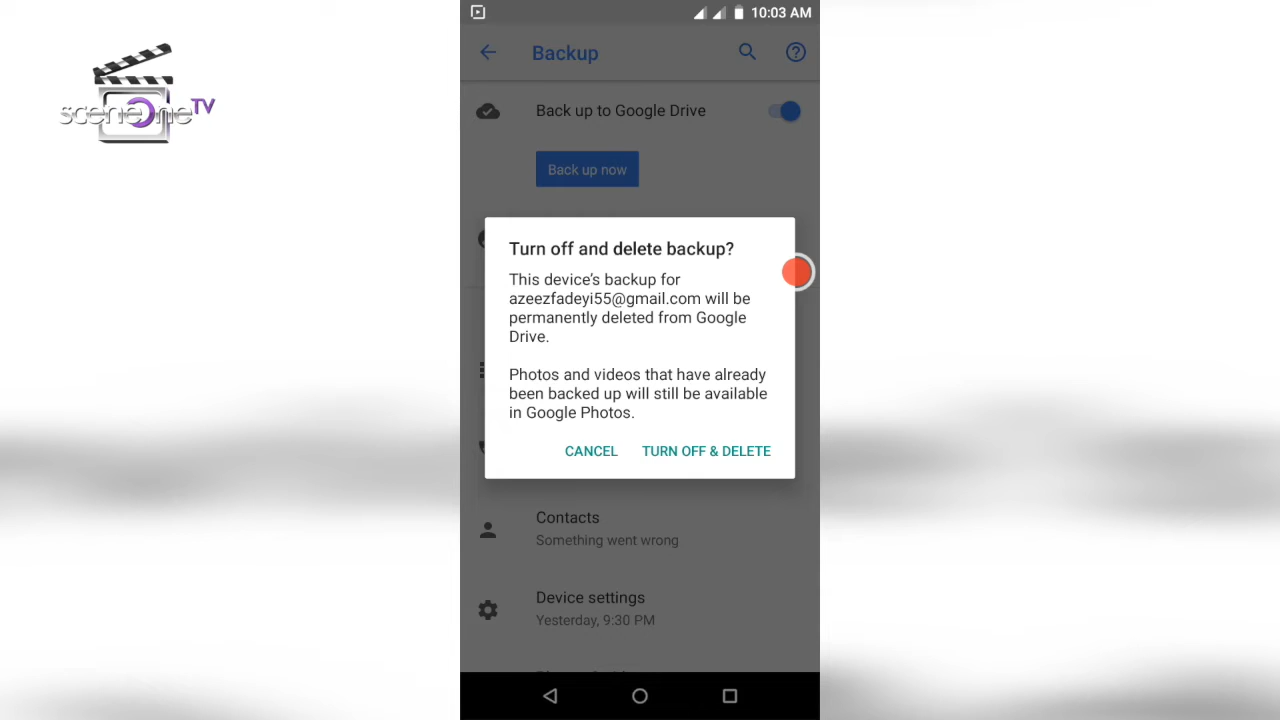 sceneOneTV
10:03 AM
Backup
Back up to Google Drive
Back up now
Turn off and delete backup?
This device's backup for
azeezfadeyi55@gmail.com will be
permanently deleted from Google
Drive.
Photos and videos that have already
been backed up will still be available
in Google Photos.
CANCEL TURN OFF & DELETE
Contacts
Something went wrong
Device settings
Yesterday, 9:30 PM